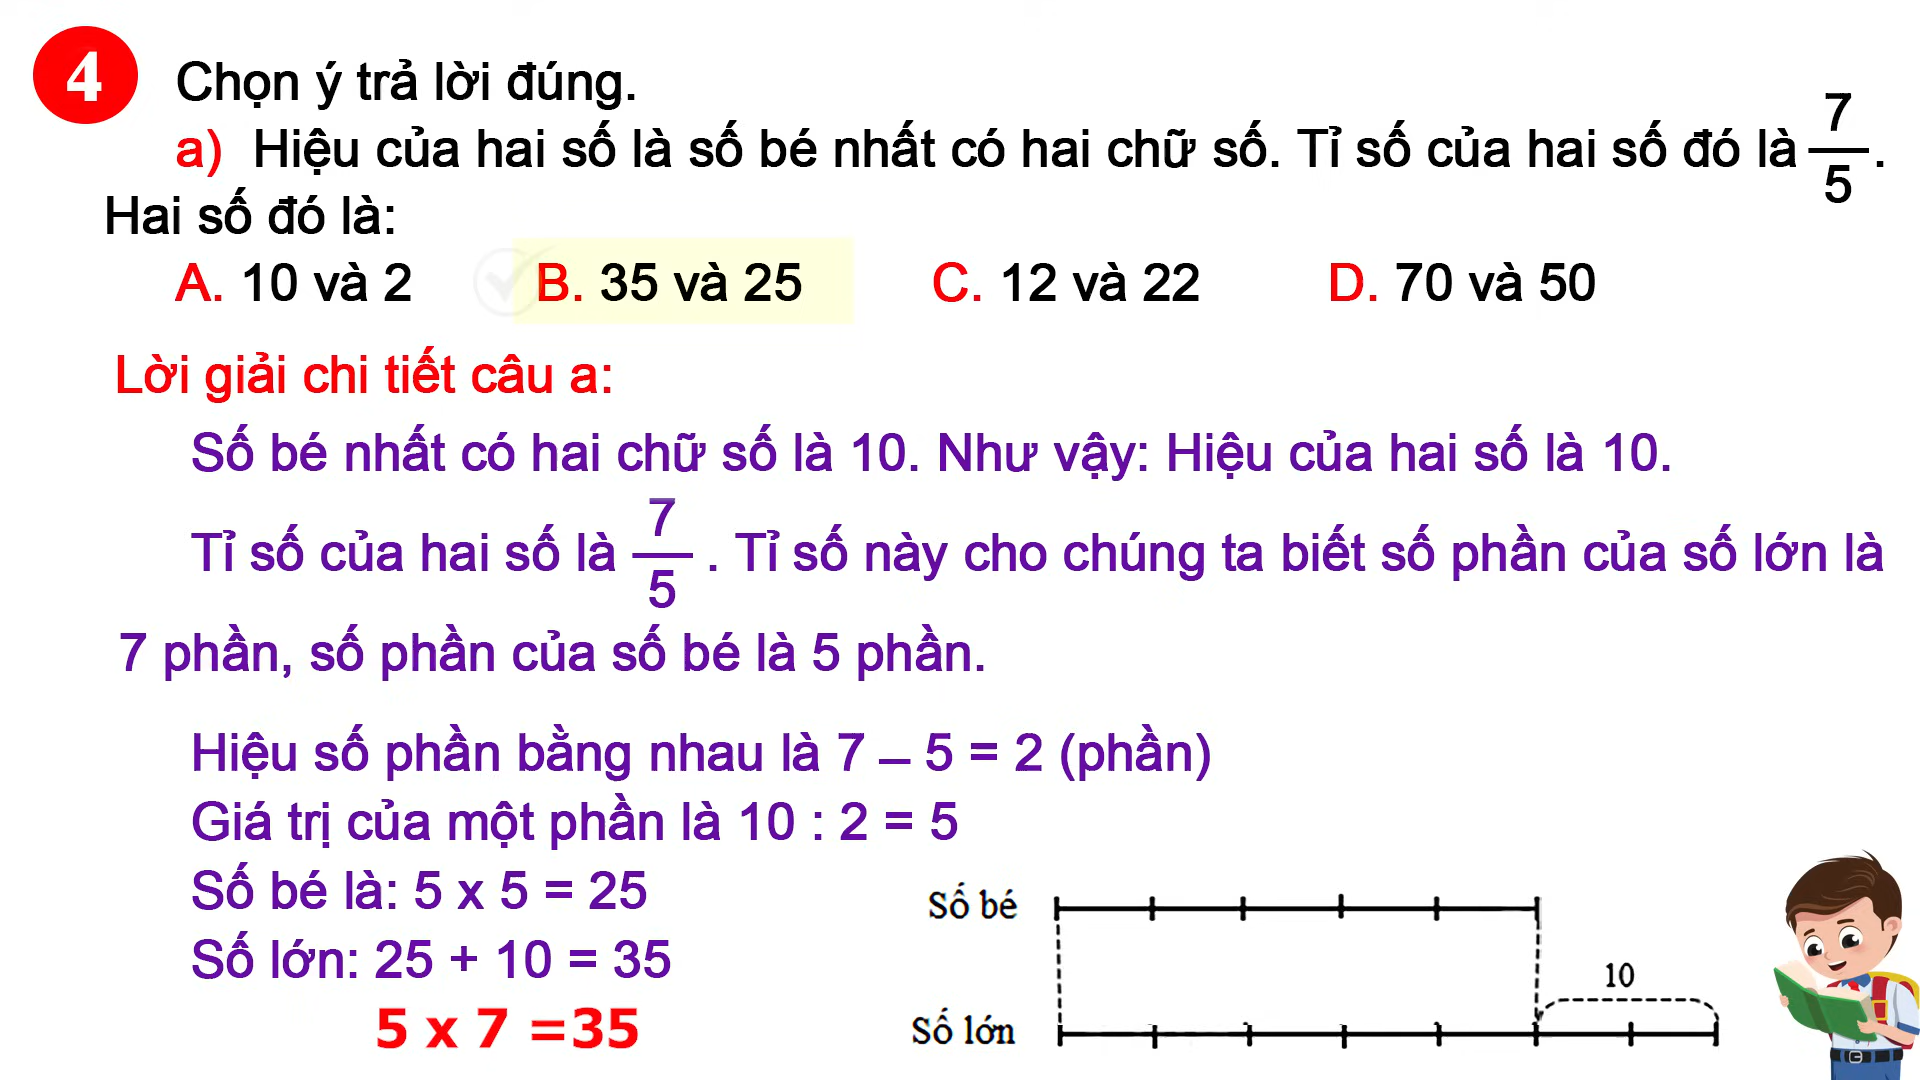 4
Chọn ý trả lời đúng.
a) Hiệu của hai số là số bé nhất có hai chữ số. Tỉ số của hai số đó là 7/5.
Hai số đó là:
A. 10 và 2 B. 35 và 25 C. 12 và 22 D. 70 và 50
Lời giải chi tiết câu a:
Số bé nhất có hai chữ số là 10. Như vậy: Hiệu của hai số là 10.
Tỉ số của hai số là 7/5 . Tỉ số này cho chúng ta biết số phần của số lớn là
7 phần, số phần của số bé là 5 phần.
Hiệu số phần bằng nhau là 7 – 5 = 2 (phần)
Giá trị của một phần là 10 : 2 = 5
Số bé là: 5 x 5 = 25
Số lớn: 25 + 10 = 35
5 x 7 =35
Số bé
10
Số lớn